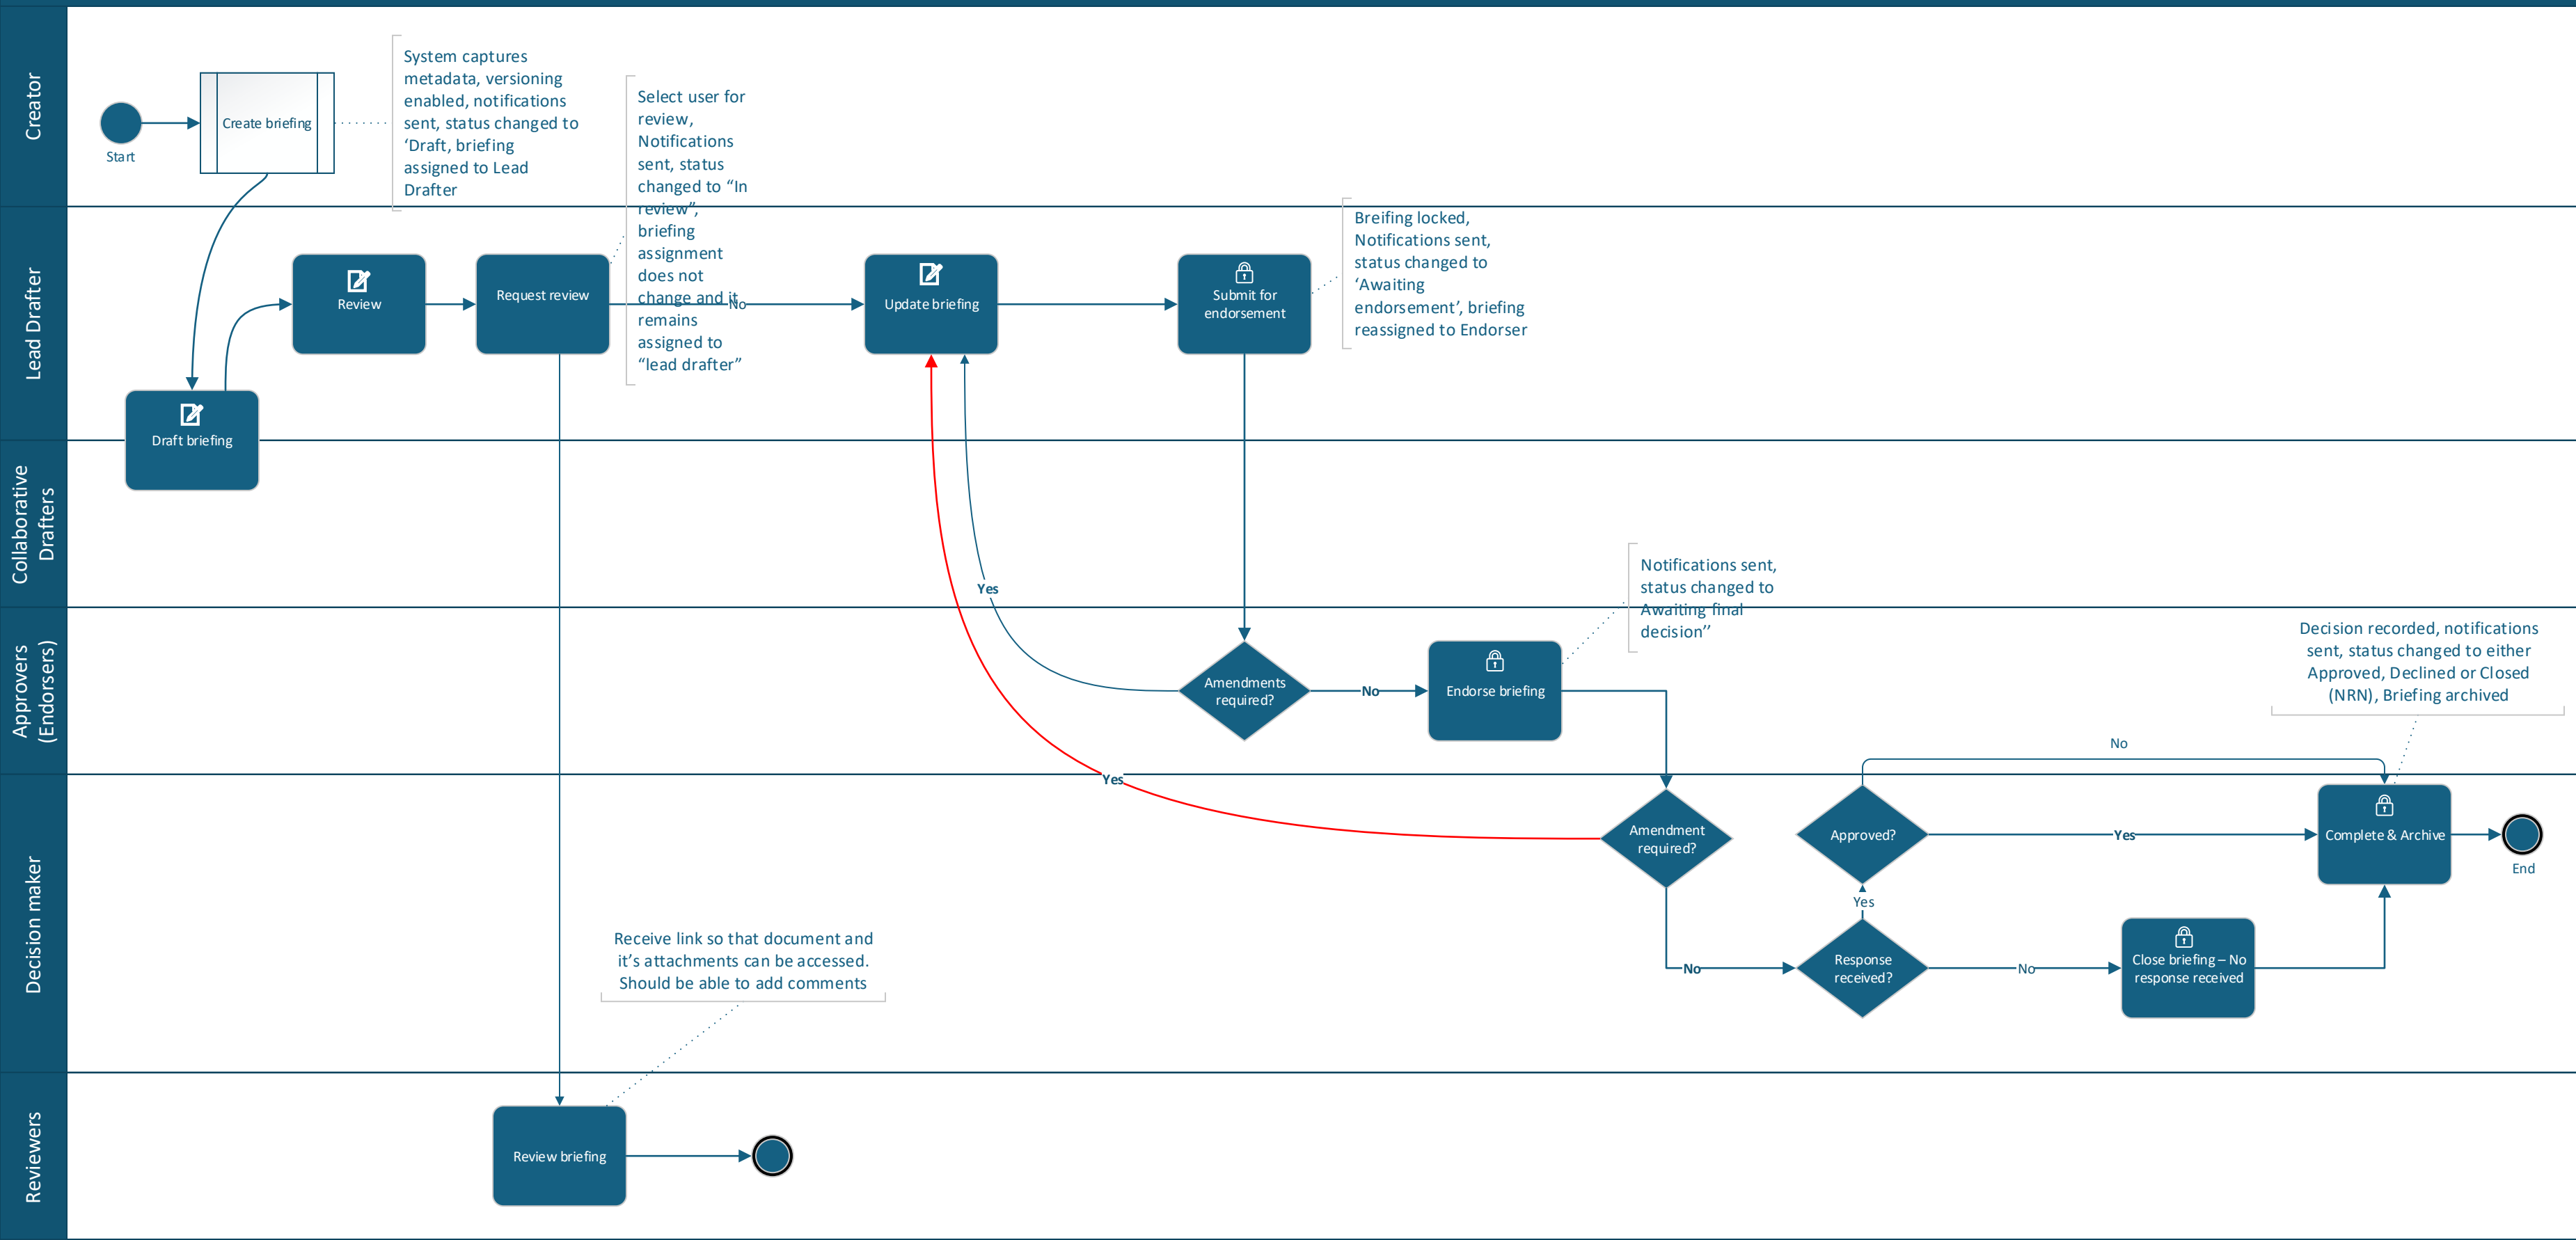 Creator
Start
Create briefing
System captures
metadata, versioning
enabled, notifications
sent, status changed to
‘Draft, briefing
assigned to Lead
Drafter
Select user for
review,
Notifications
sent, status
changed to “In
review”,
briefing
assignment
does not
change and it
remains
assigned to
“lead drafter”
Lead Drafter
Review
Request review
No
Update briefing
Submit for
endorsement
Breifing locked,
Notifications sent,
status changed to
‘Awaiting
endorsement’, briefing
reassigned to Endorser
Draft briefing
Collaborative
Drafters
Yes
Notifications sent,
status changed to
Awaiting final
decision’’
Approvers
(Endorsers)
Amendments
required?
No
Endorse briefing
Decision recorded, notifications
sent, status changed to either
Approved, Declined or Closed
(NRN), Briefing archived
No
Yes
Decision maker
Amendment
required?
Approved?
Yes
Complete & Archive
End
Yes
No
Response
received?
No
Close briefing – No
response received
Receive link so that document and
it’s attachments can be accessed.
Should be able to add comments
Reviewers
Review briefing